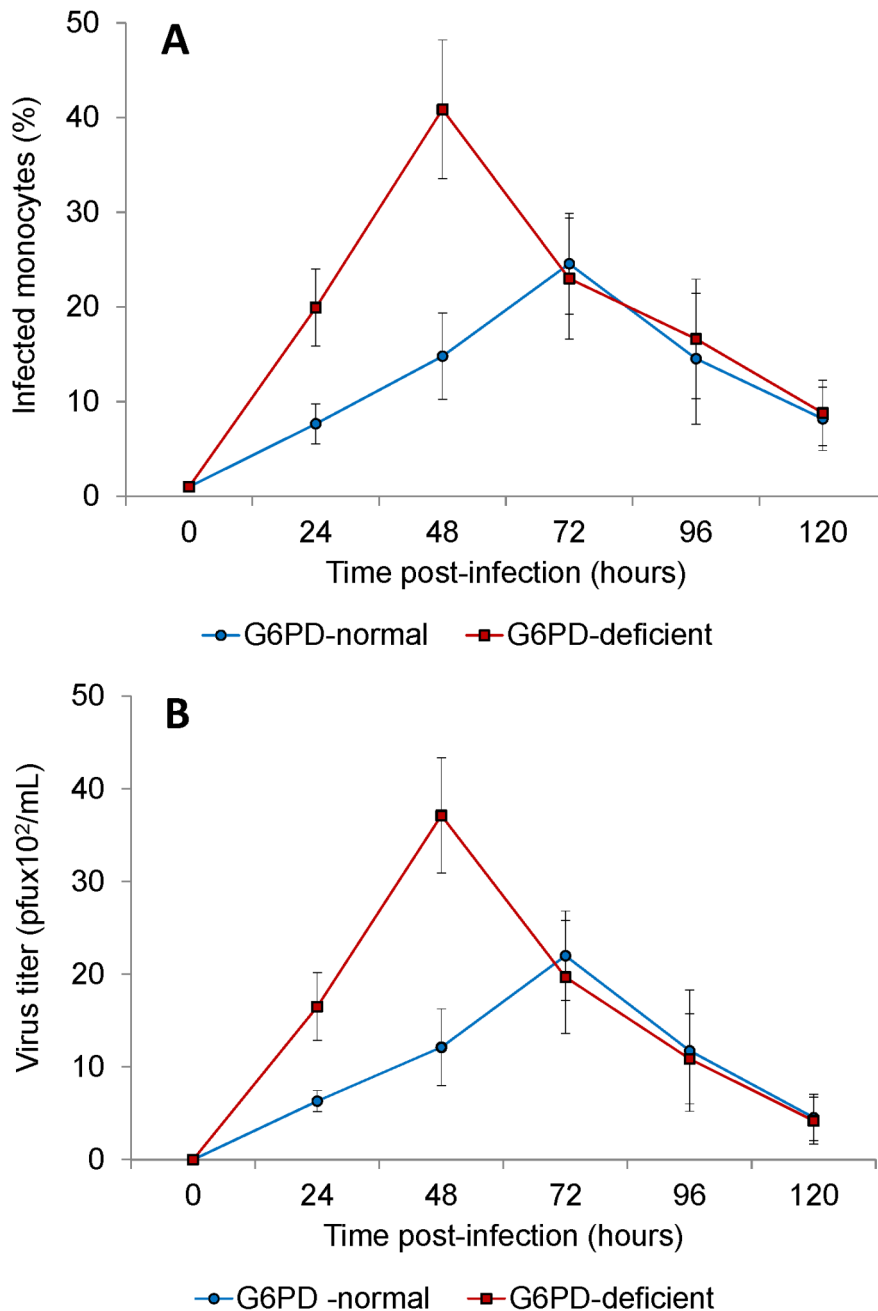 A
Infected monocytes (%)
50
40
30
20
10
0
0 24 48 72 96 120
Time post-infection (hours)
G6PD-normal G6PD-deficient
B
Virus titer (pfux10²/mL)
50
40
30
20
10
0
0 24 48 72 96 120
Time post-infection (hours)
G6PD -normal G6PD-deficient